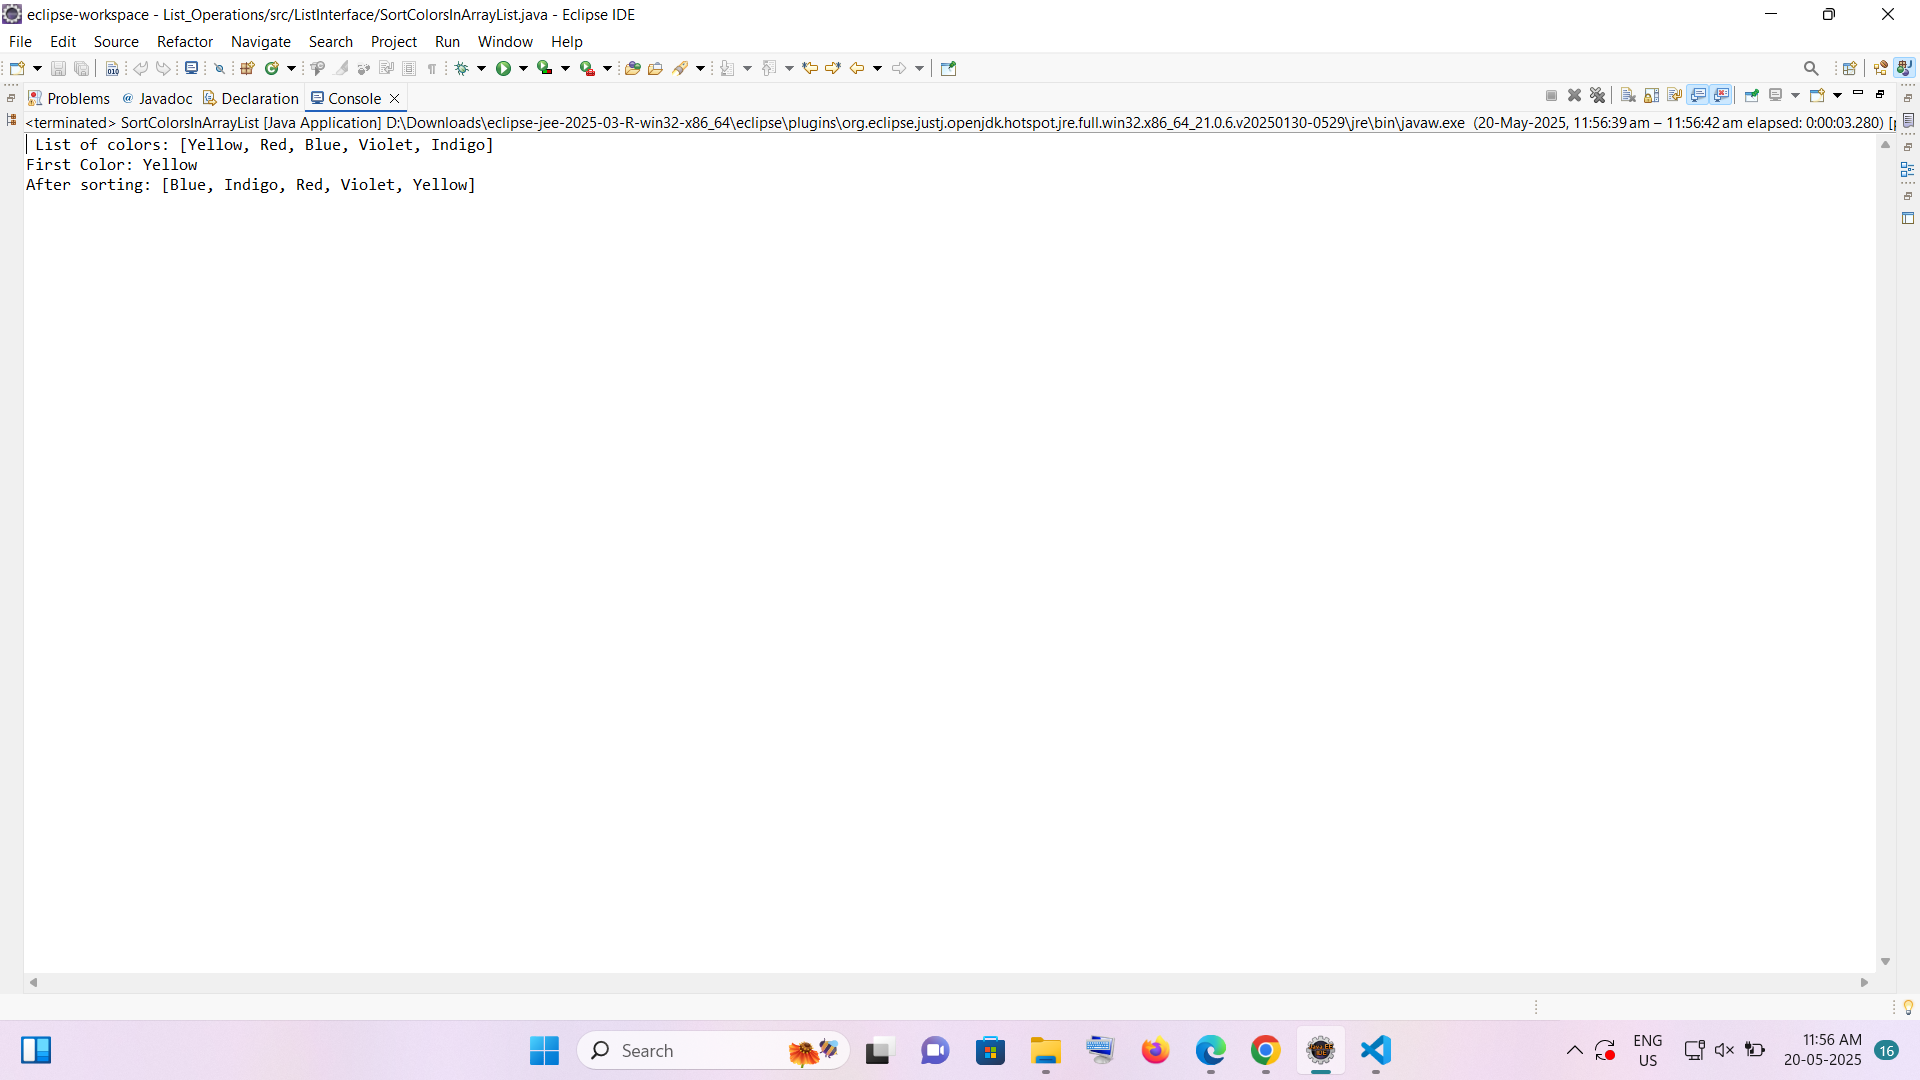 eclipse-workspace - List_Operations/src/ListInterface/SortColorsInArrayList.java - Eclipse IDE
File Edit Source Refactor Navigate Search Project Run Window Help
Problems @ Javadoc Declaration Console
<terminated> SortColorsInArrayList [Java Application] D:\Downloads\eclipse-jee-2025-03-R-win32-x86_64\eclipse\plugins\org.eclipse.justj.openjdk.hotspot.jre.full.win32.x86_64_21.0.6.v20250130-0529\jre\bin\javaw.exe (20-May-2025, 11:56:39 am – 11:56:42 am elapsed: 0:00:03.280) [
List of colors: [Yellow, Red, Blue, Violet, Indigo]
First Color: Yellow
After sorting: [Blue, Indigo, Red, Violet, Yellow]
Search
ENG
US
11:56 AM
20-05-2025
16